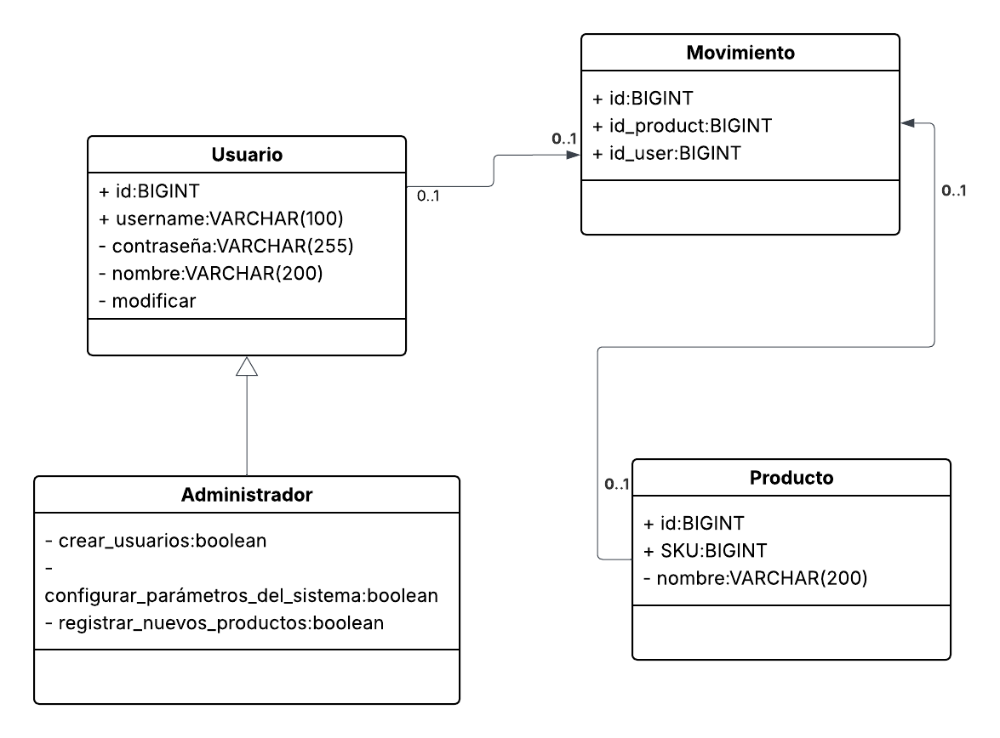 Movimiento
+ id:BIGINT
+ id_product:BIGINT
+ id_user:BIGINT
0..1
0..1
0..1
Usuario
+ id:BIGINT
+ username:VARCHAR(100)
- contraseña:VARCHAR(255)
- nombre:VARCHAR(200)
- modificar
Administrador
- crear_usuarios:boolean
-
configurar_parámetros_del_sistema:boolean
- registrar_nuevos_productos:boolean
0..1
Producto
+ id:BIGINT
+ SKU:BIGINT
- nombre:VARCHAR(200)